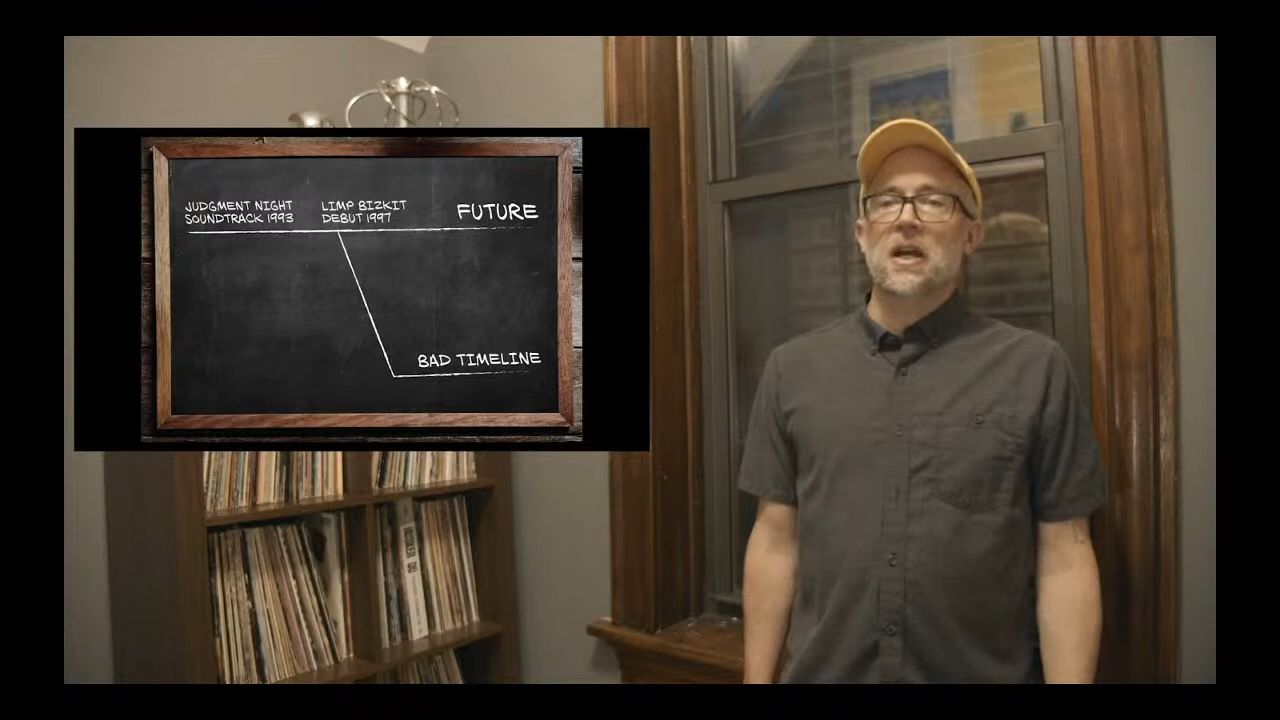 JUDGMENT NIGHT
SOUNDTRACK 1993
LIMP BIZKIT
DEBUT 1997
FUTURE
BAD TIMELINE